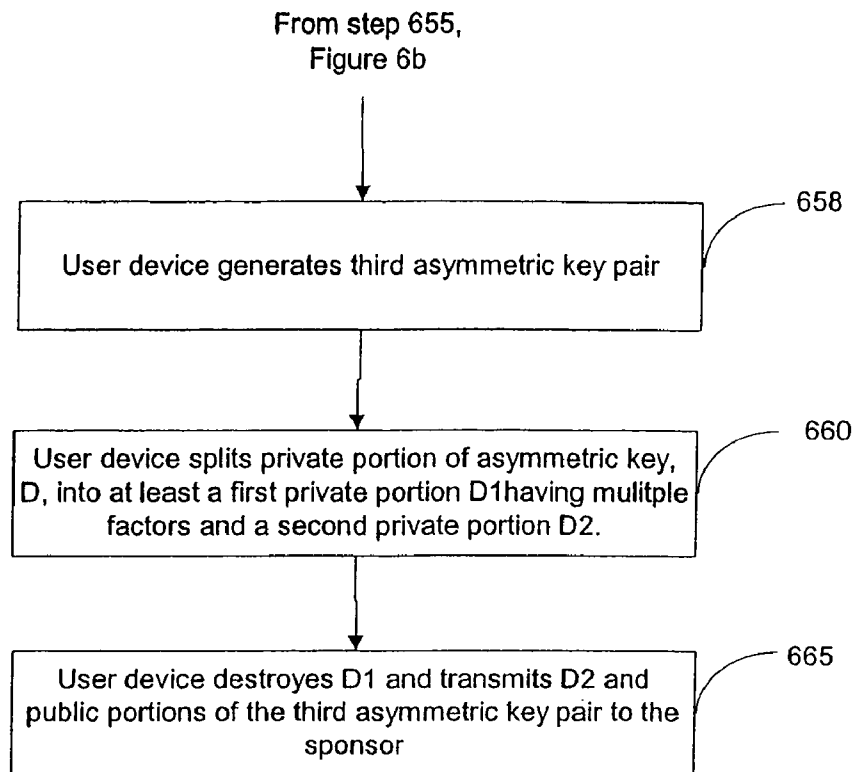 From step 655,
Figure 6b
658
User device generates third asymmetric key pair
660
User device splits private portion of asymmetric key,
D, into at least a first private portion D1having mulitple
factors and a second private portion D2.
665
User device destroyes D1 and transmits D2 and
public portions of the third asymmetric key pair to the
sponsor